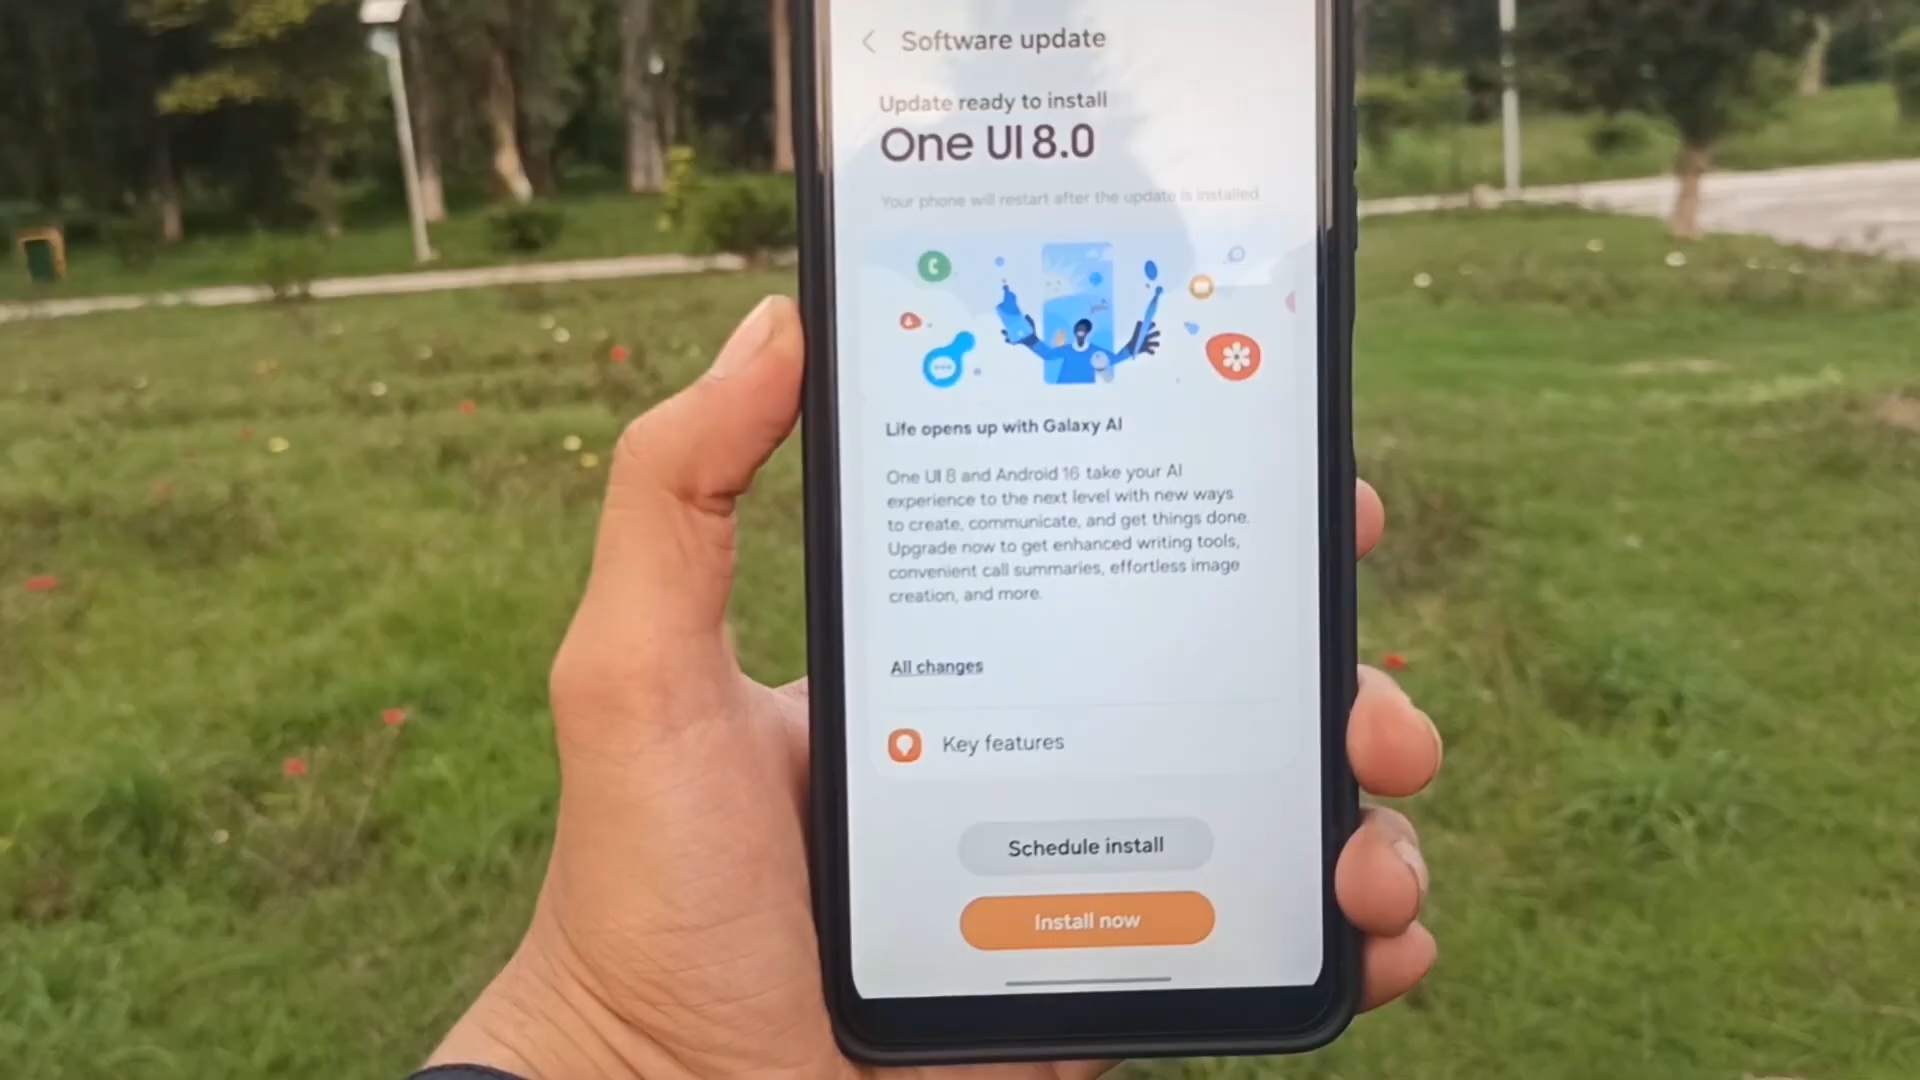 Software update
Update ready to install
One UI 8.0
Your phone will restart after the update is installed
Life opens up with Galaxy AI
One UI 8 and Android 16 take your AI
experience to the next level with new ways
to create, communicate, and get things done.
Upgrade now to get enhanced writing tools,
convenient call summaries, effortless image
creation, and more.
All changes
Key features
Schedule install
Install now